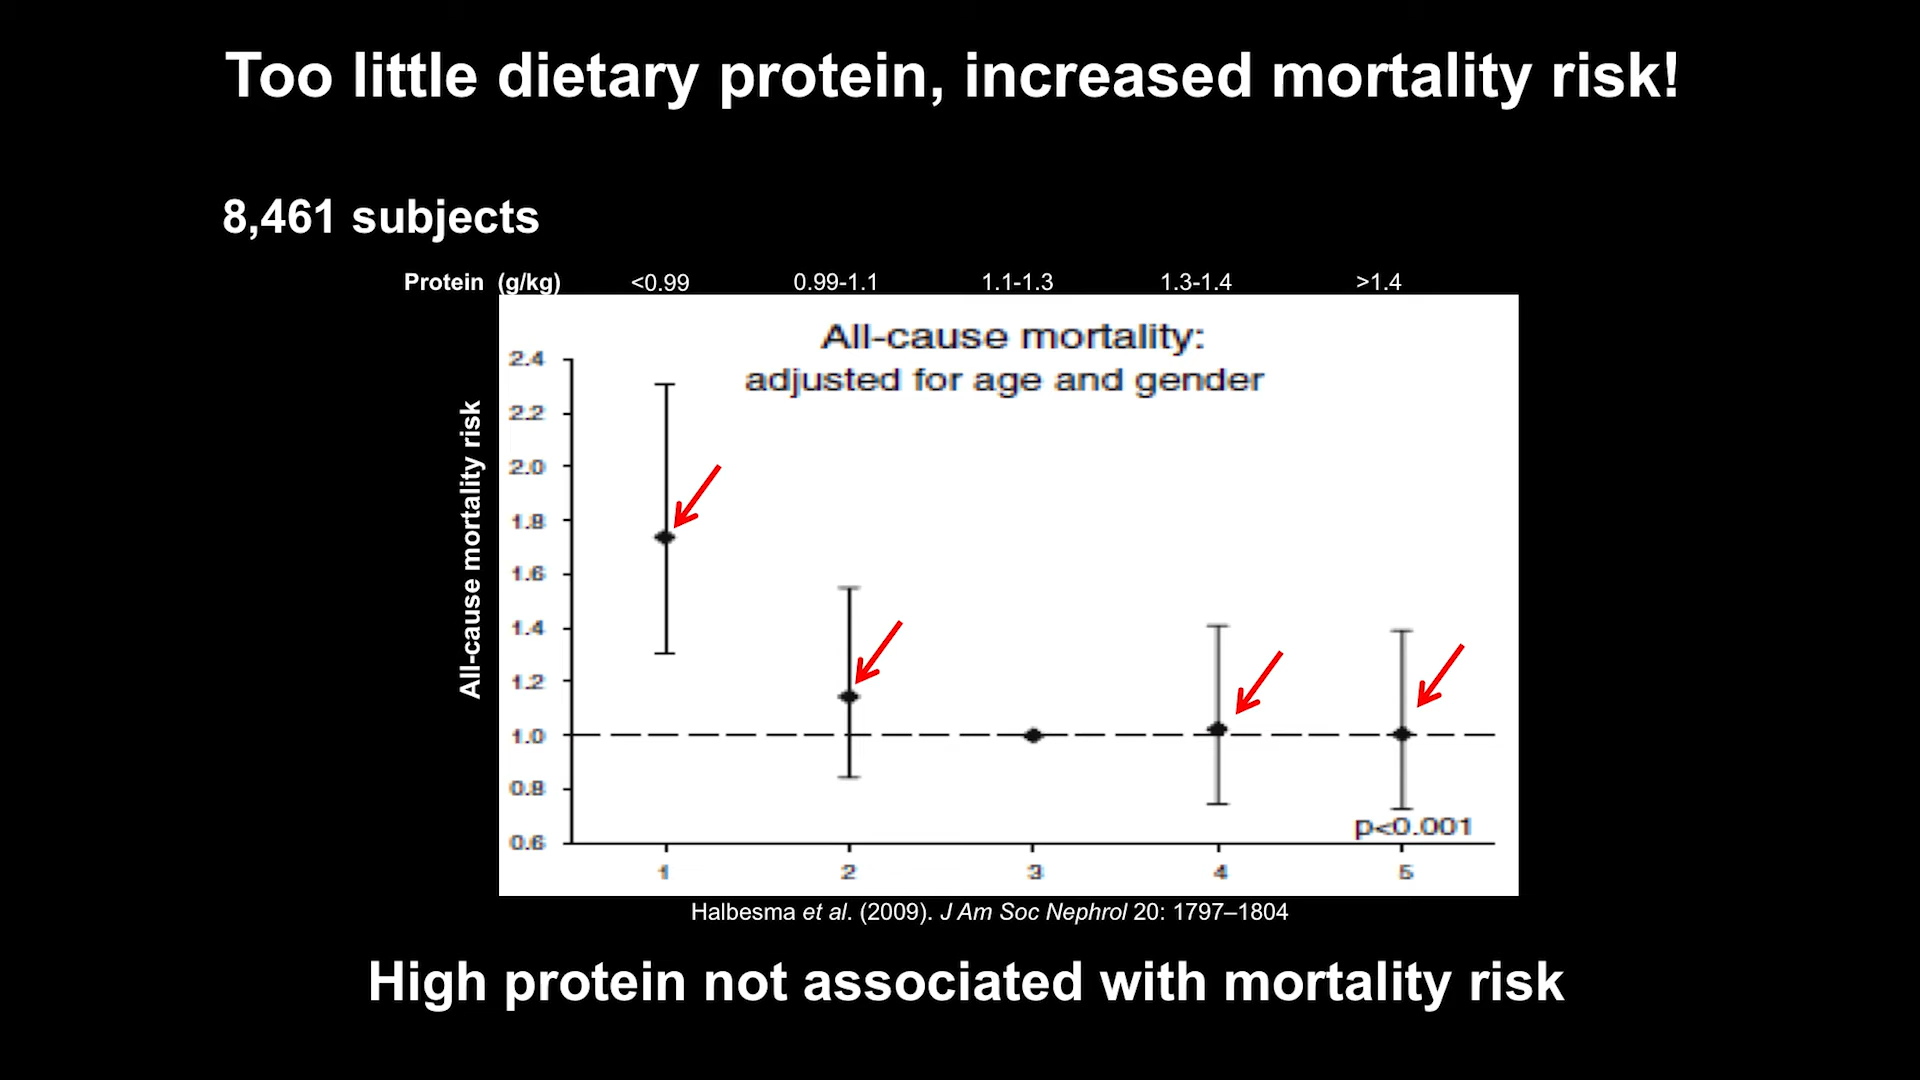 Too little dietary protein, increased mortality risk!
8,461 subjects
Protein (g/kg) <0.99 0.99-1.1 1.1-1.3 1.3-1.4 >1.4
All-cause mortality:
adjusted for age and gender
All-cause mortality risk
2.4
2.2
2.0
1.8
1.6
1.4
1.2
1.0
0.8
0.6
p<0.001
1 2 3 4 5
Halbesma et al. (2009). J Am Soc Nephrol 20: 1797–1804
High protein not associated with mortality risk